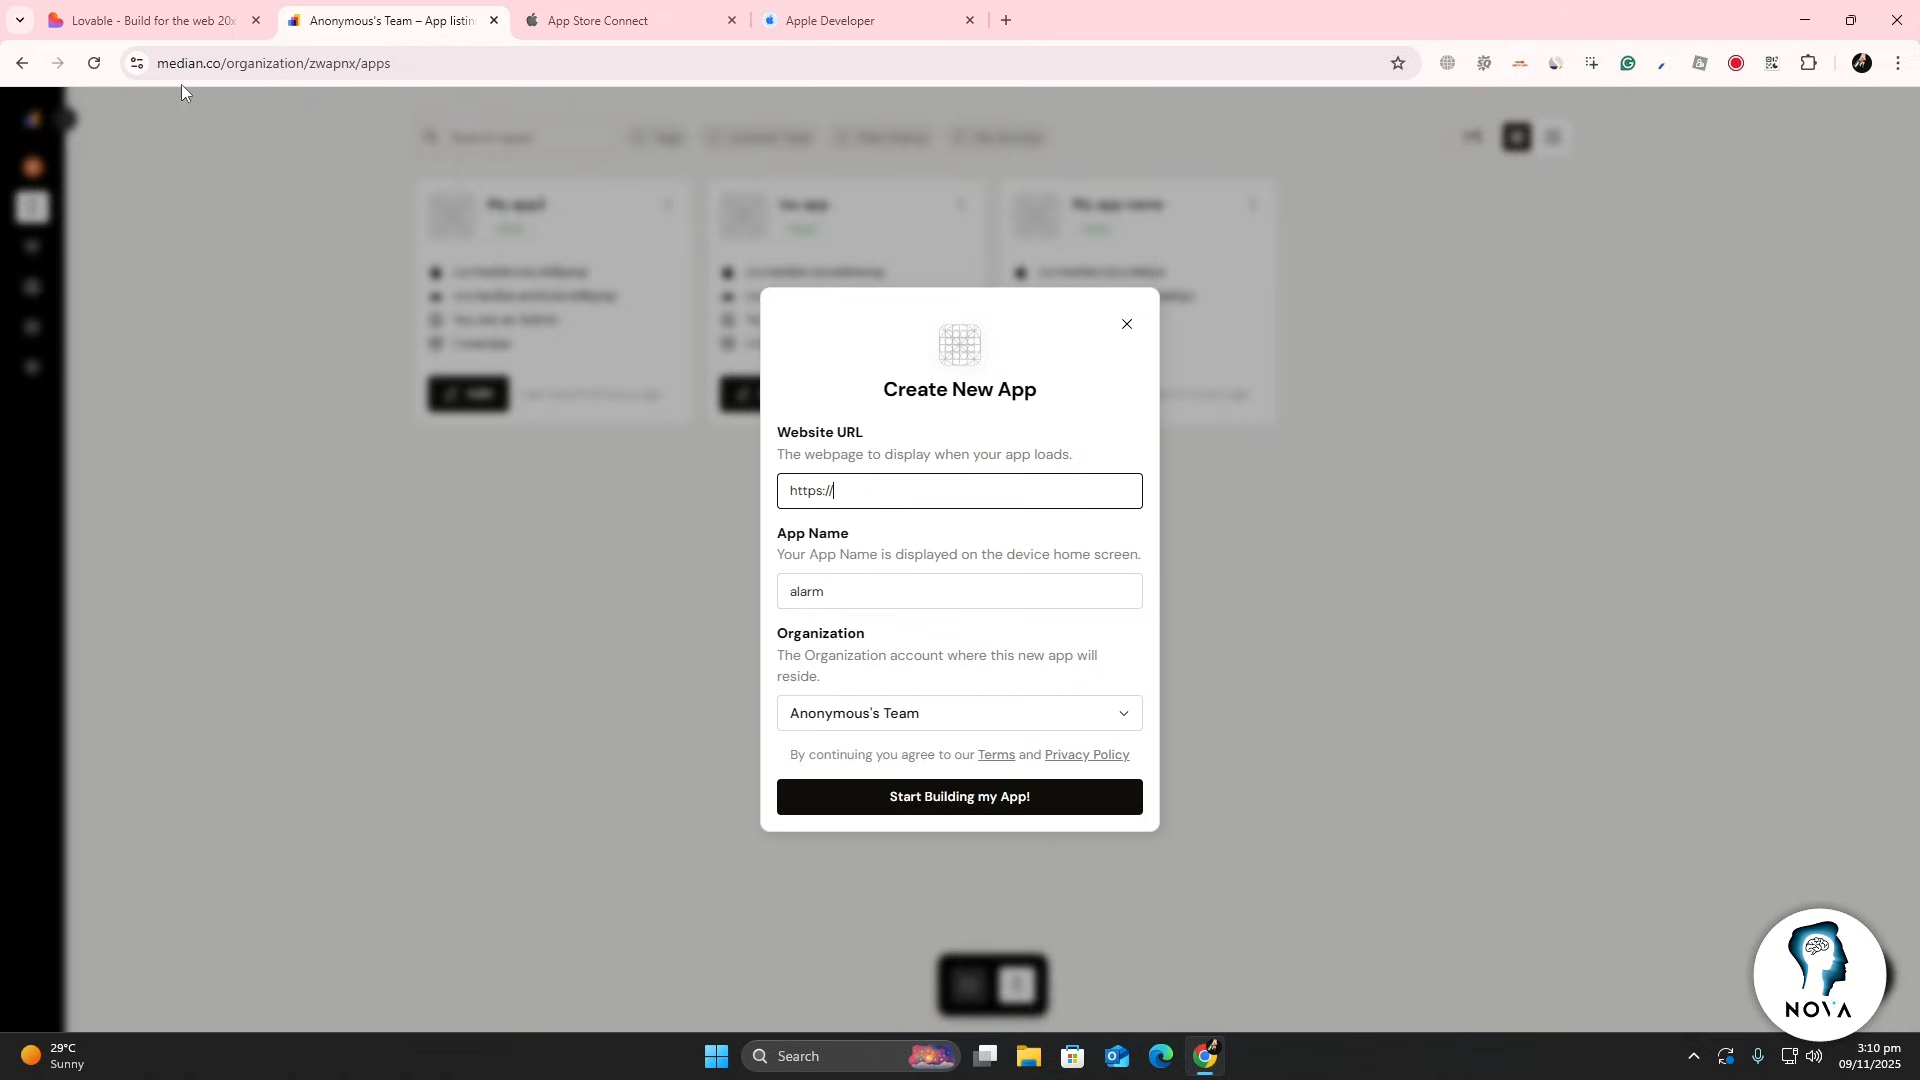 Lovable - Build for the web 20x
Anonymous's Team – App listin
App Store Connect
Apple Developer
median.co/organization/zwapnx/apps
Create New App
Website URL
The webpage to display when your app loads.
https://
App Name
Your App Name is displayed on the device home screen.
alarm
Organization
The Organization account where this new app will
reside.
Anonymous's Team
By continuing you agree to our Terms and Privacy Policy
Start Building my App!
NOVA
29°C
Sunny
Search
3:10 pm
09/11/2025